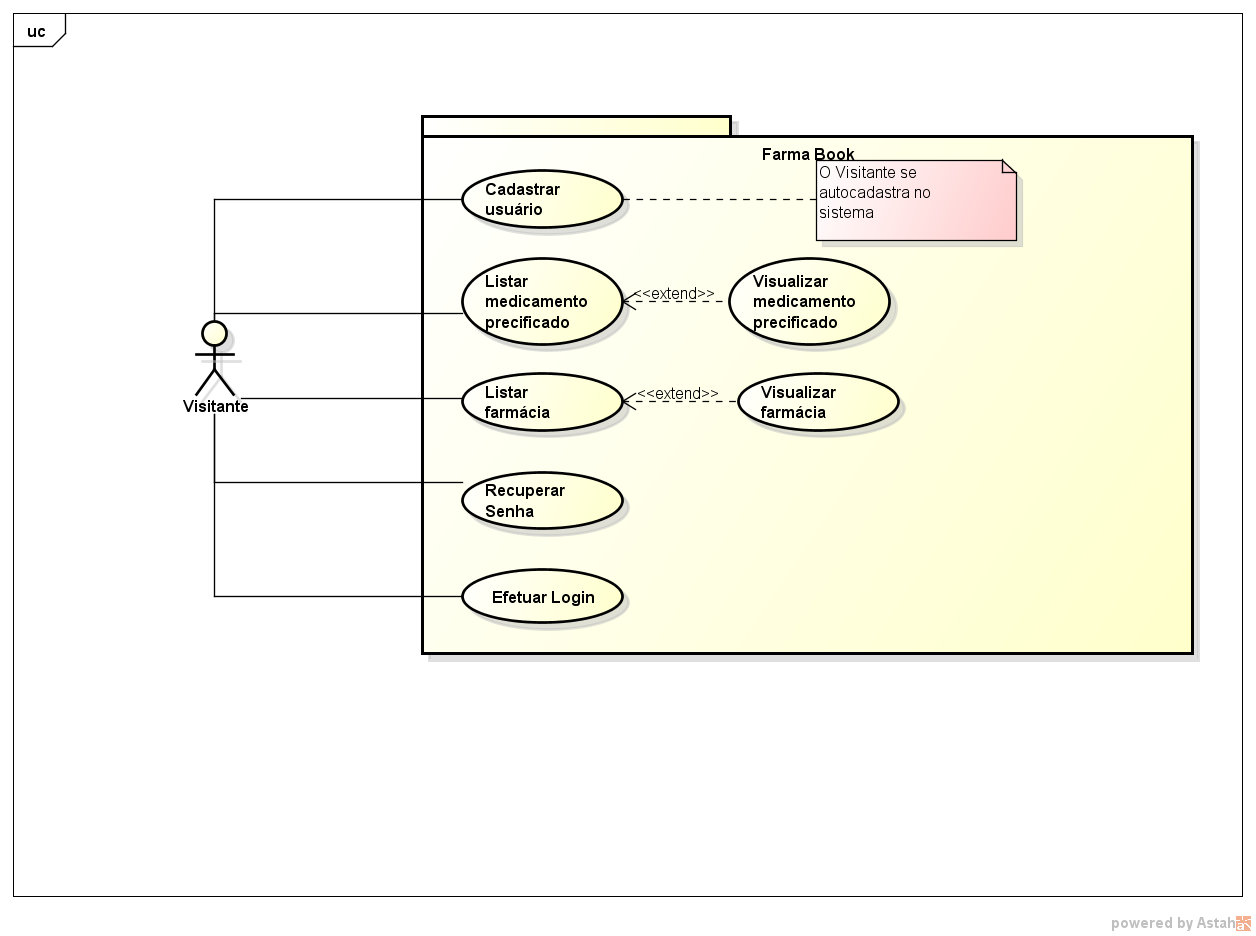 uc
Farma Book
Cadastrar
usuário
O Visitante se
autocadastra no
sistema
Listar
medicamento
precificado
<<extend>>
Visualizar
medicamento
precificado
Visitante
Listar
farmácia
<<extend>>
Visualizar
farmácia
Recuperar
Senha
Efetuar Login
powered by Astah